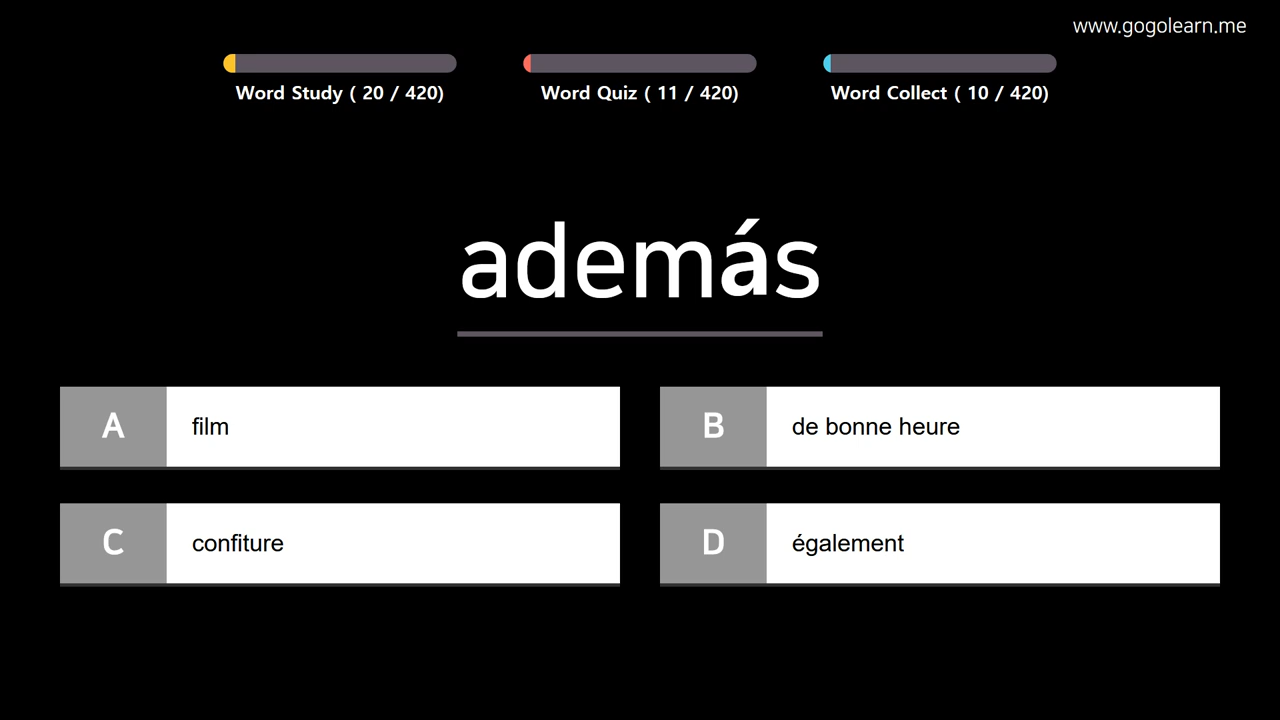 www.gogolearn.me
Word Study ( 20 / 420)
Word Quiz ( 11 / 420)
Word Collect ( 10 / 420)
además
A film
B de bonne heure
C confiture
D également